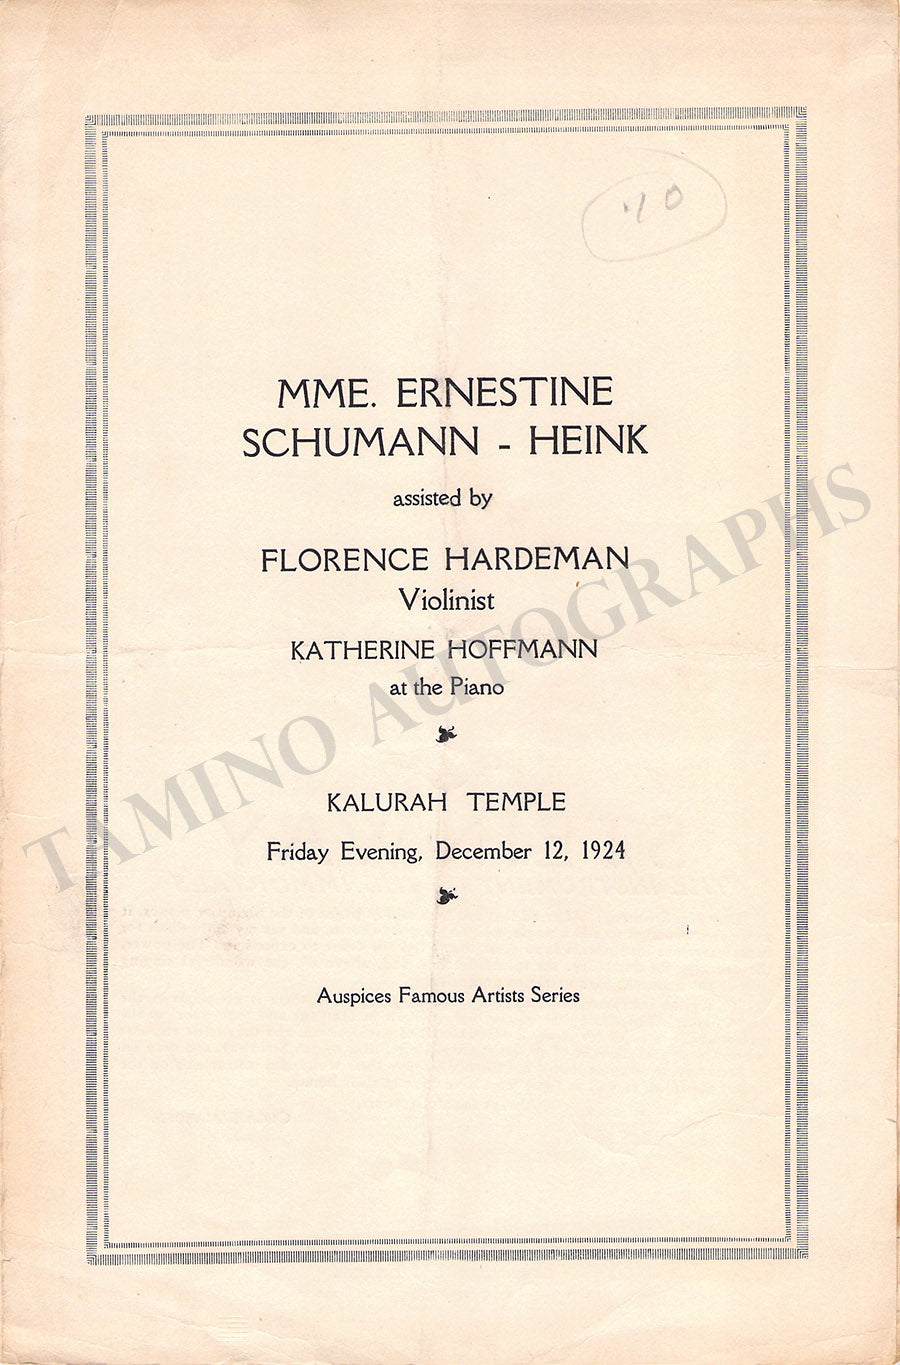 MME. ERNESTINE
SCHUMANN - HEINK
assisted by
FLORENCE HARDEMAN
Violinist
KATHERINE HOFFMANN
at the Piano
KALURAH TEMPLE
Friday Evening, December 12, 1924
Auspices Famous Artists Series
TAMINO AUTOGRAPHS